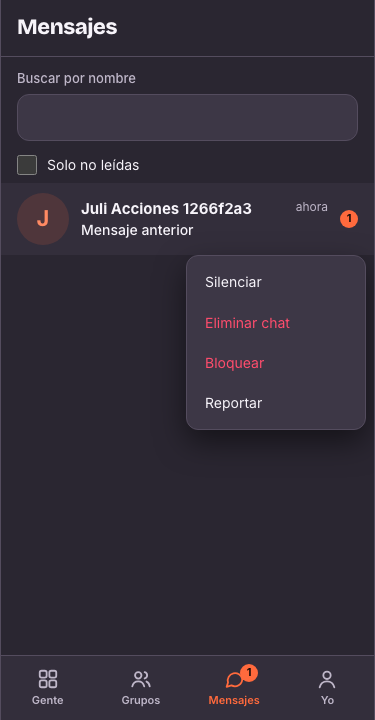 Mensajes
Buscar por nombre
Solo no leídas
J
Juli Acciones 1266f2a3
ahora
Mensaje anterior
1
Silenciar
Eliminar chat
Bloquear
Reportar
1
Gente
Grupos
Mensajes
Yo